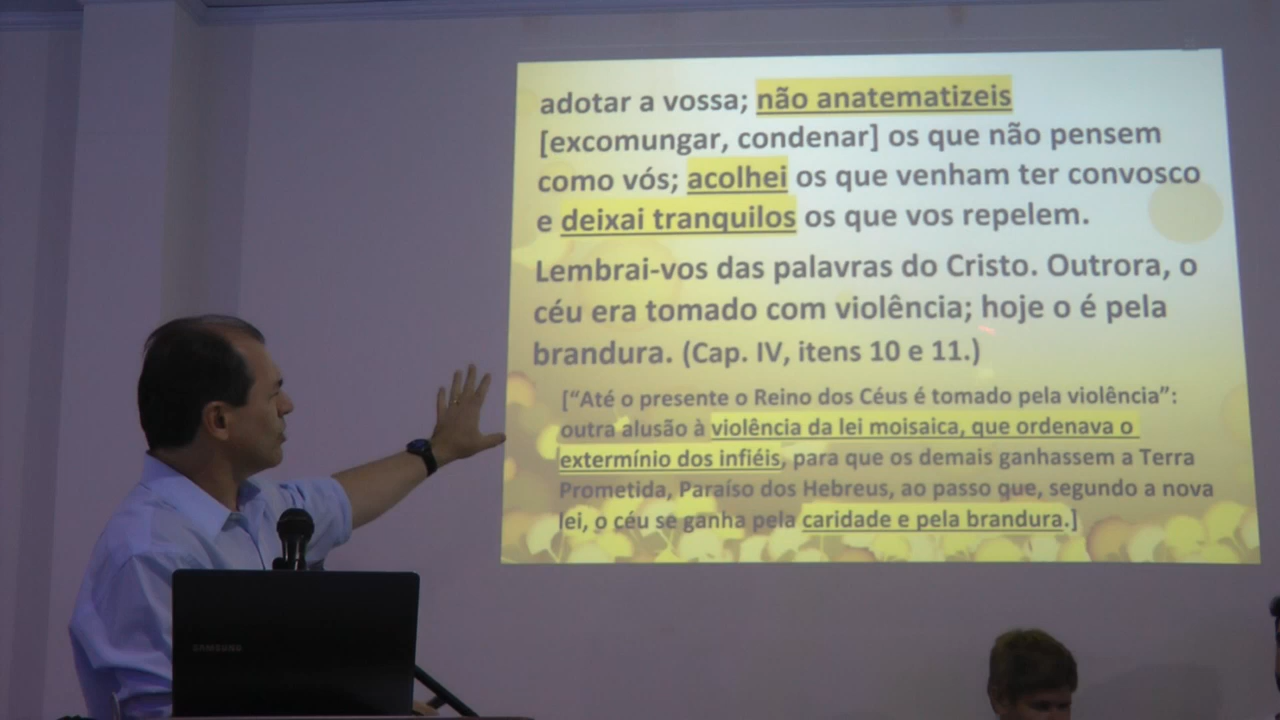 adotar a vossa; não anatematizeis
[excomungar, condenar] os que não pensem
como vós; acolhei os que venham ter convosco
e deixai tranquilos os que vos repelem.
Lembrai-vos das palavras do Cristo. Outrora, o
céu era tomado com violência; hoje o é pela
brandura. (Cap. IV, itens 10 e 11.)
[“Até o presente o Reino dos Céus é tomado pela violência”:
outra alusão à violência da lei moisaica, que ordenava o
extermínio dos infiéis, para que os demais ganhassem a Terra
Prometida, Paraíso dos Hebreus, ao passo que, segundo a nova
lei, o céu se ganha pela caridade e pela brandura.]
SAMSUNG